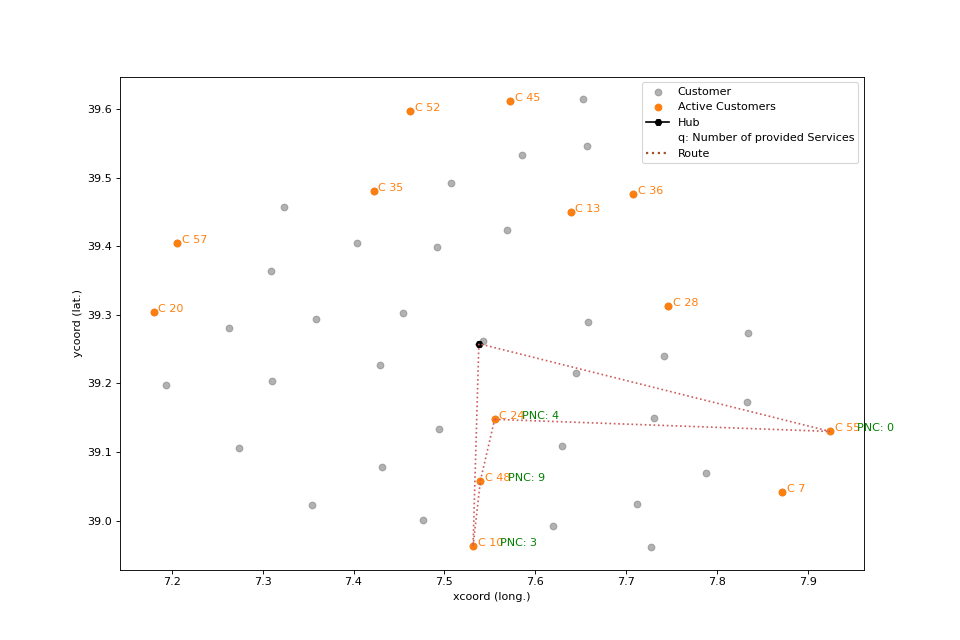 Customer
Active Customers
Hub
q: Number of provided Services
Route
C 52
C 45
C 35
C 36
C 13
C 57
C 20
C 28
C 24 PNC: 4
C 55 PNC: 0
C 48 PNC: 9
C 7
C 10 PNC: 3
39.6
39.5
39.4
39.3
39.2
39.1
39.0
ycoord (lat.)
7.2 7.3 7.4 7.5 7.6 7.7 7.8 7.9
xcoord (long.)